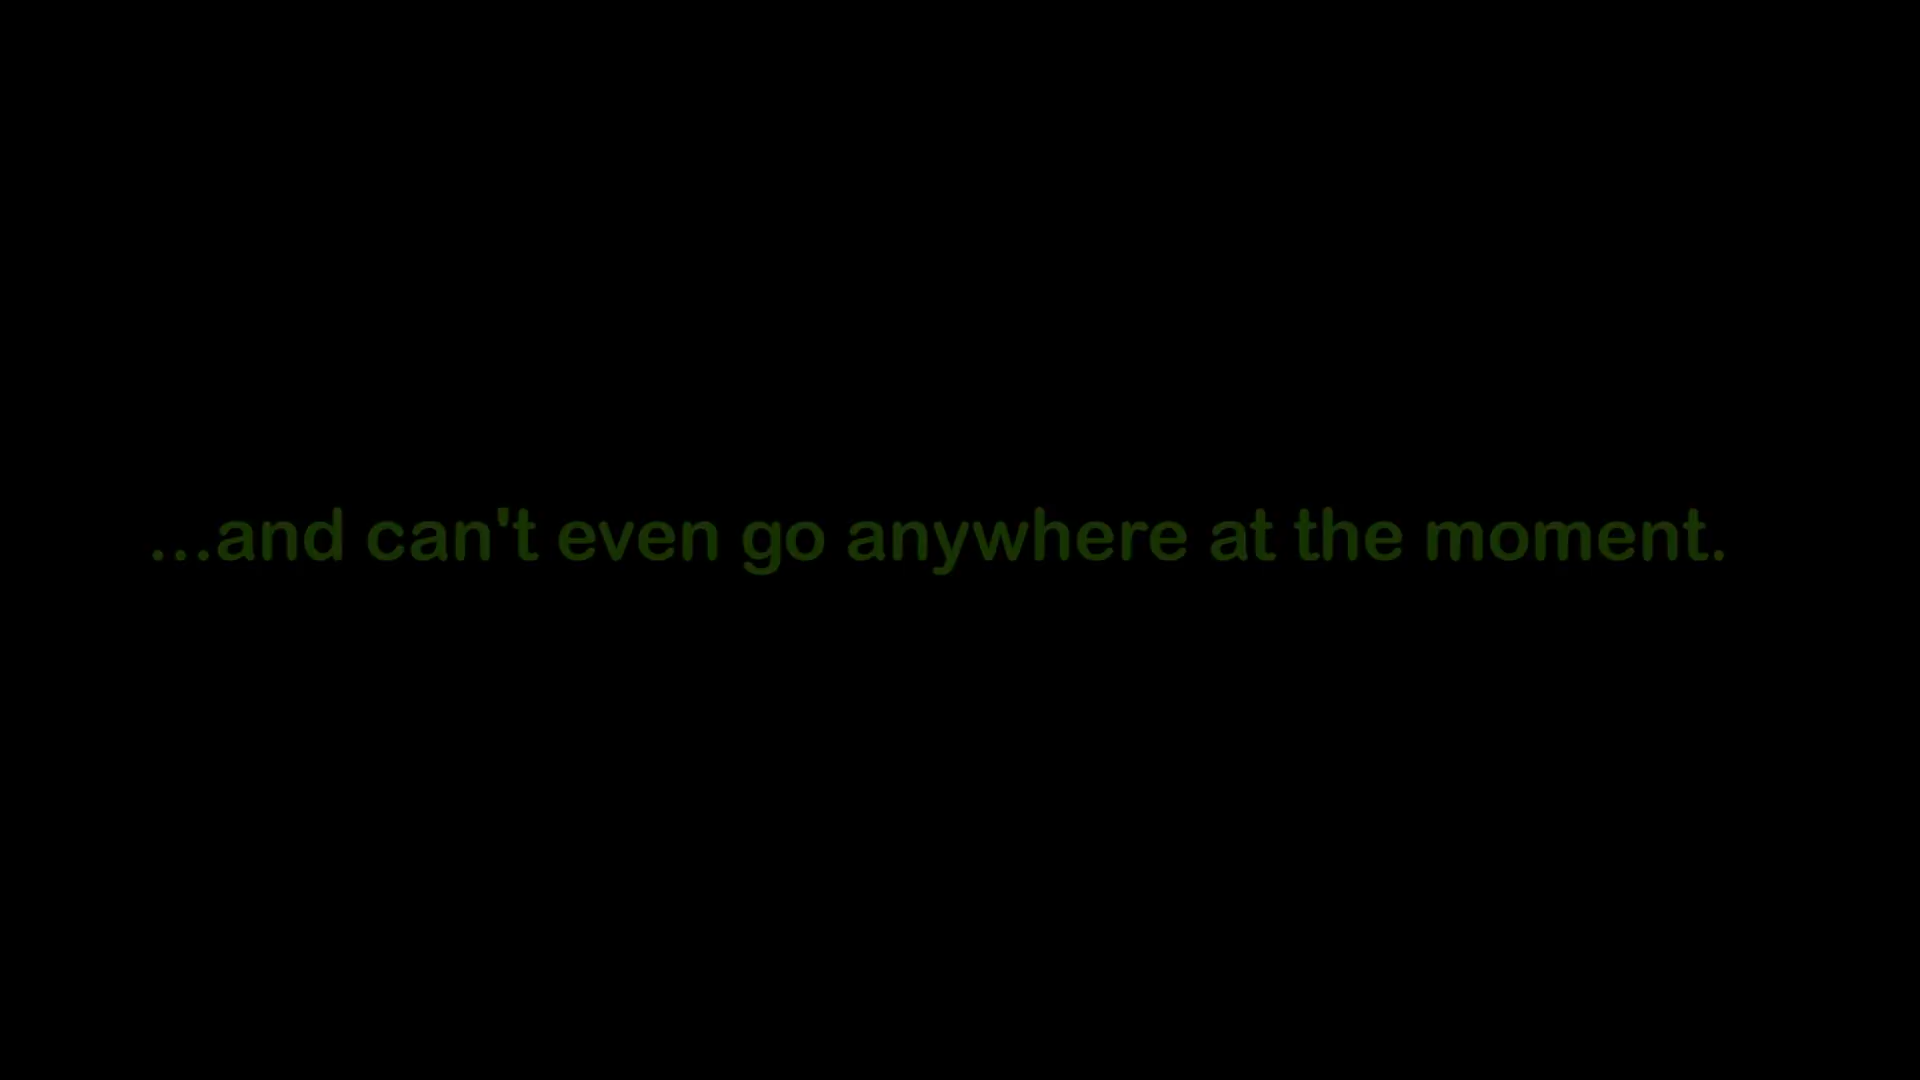 ...and can't even go anywhere at the moment.